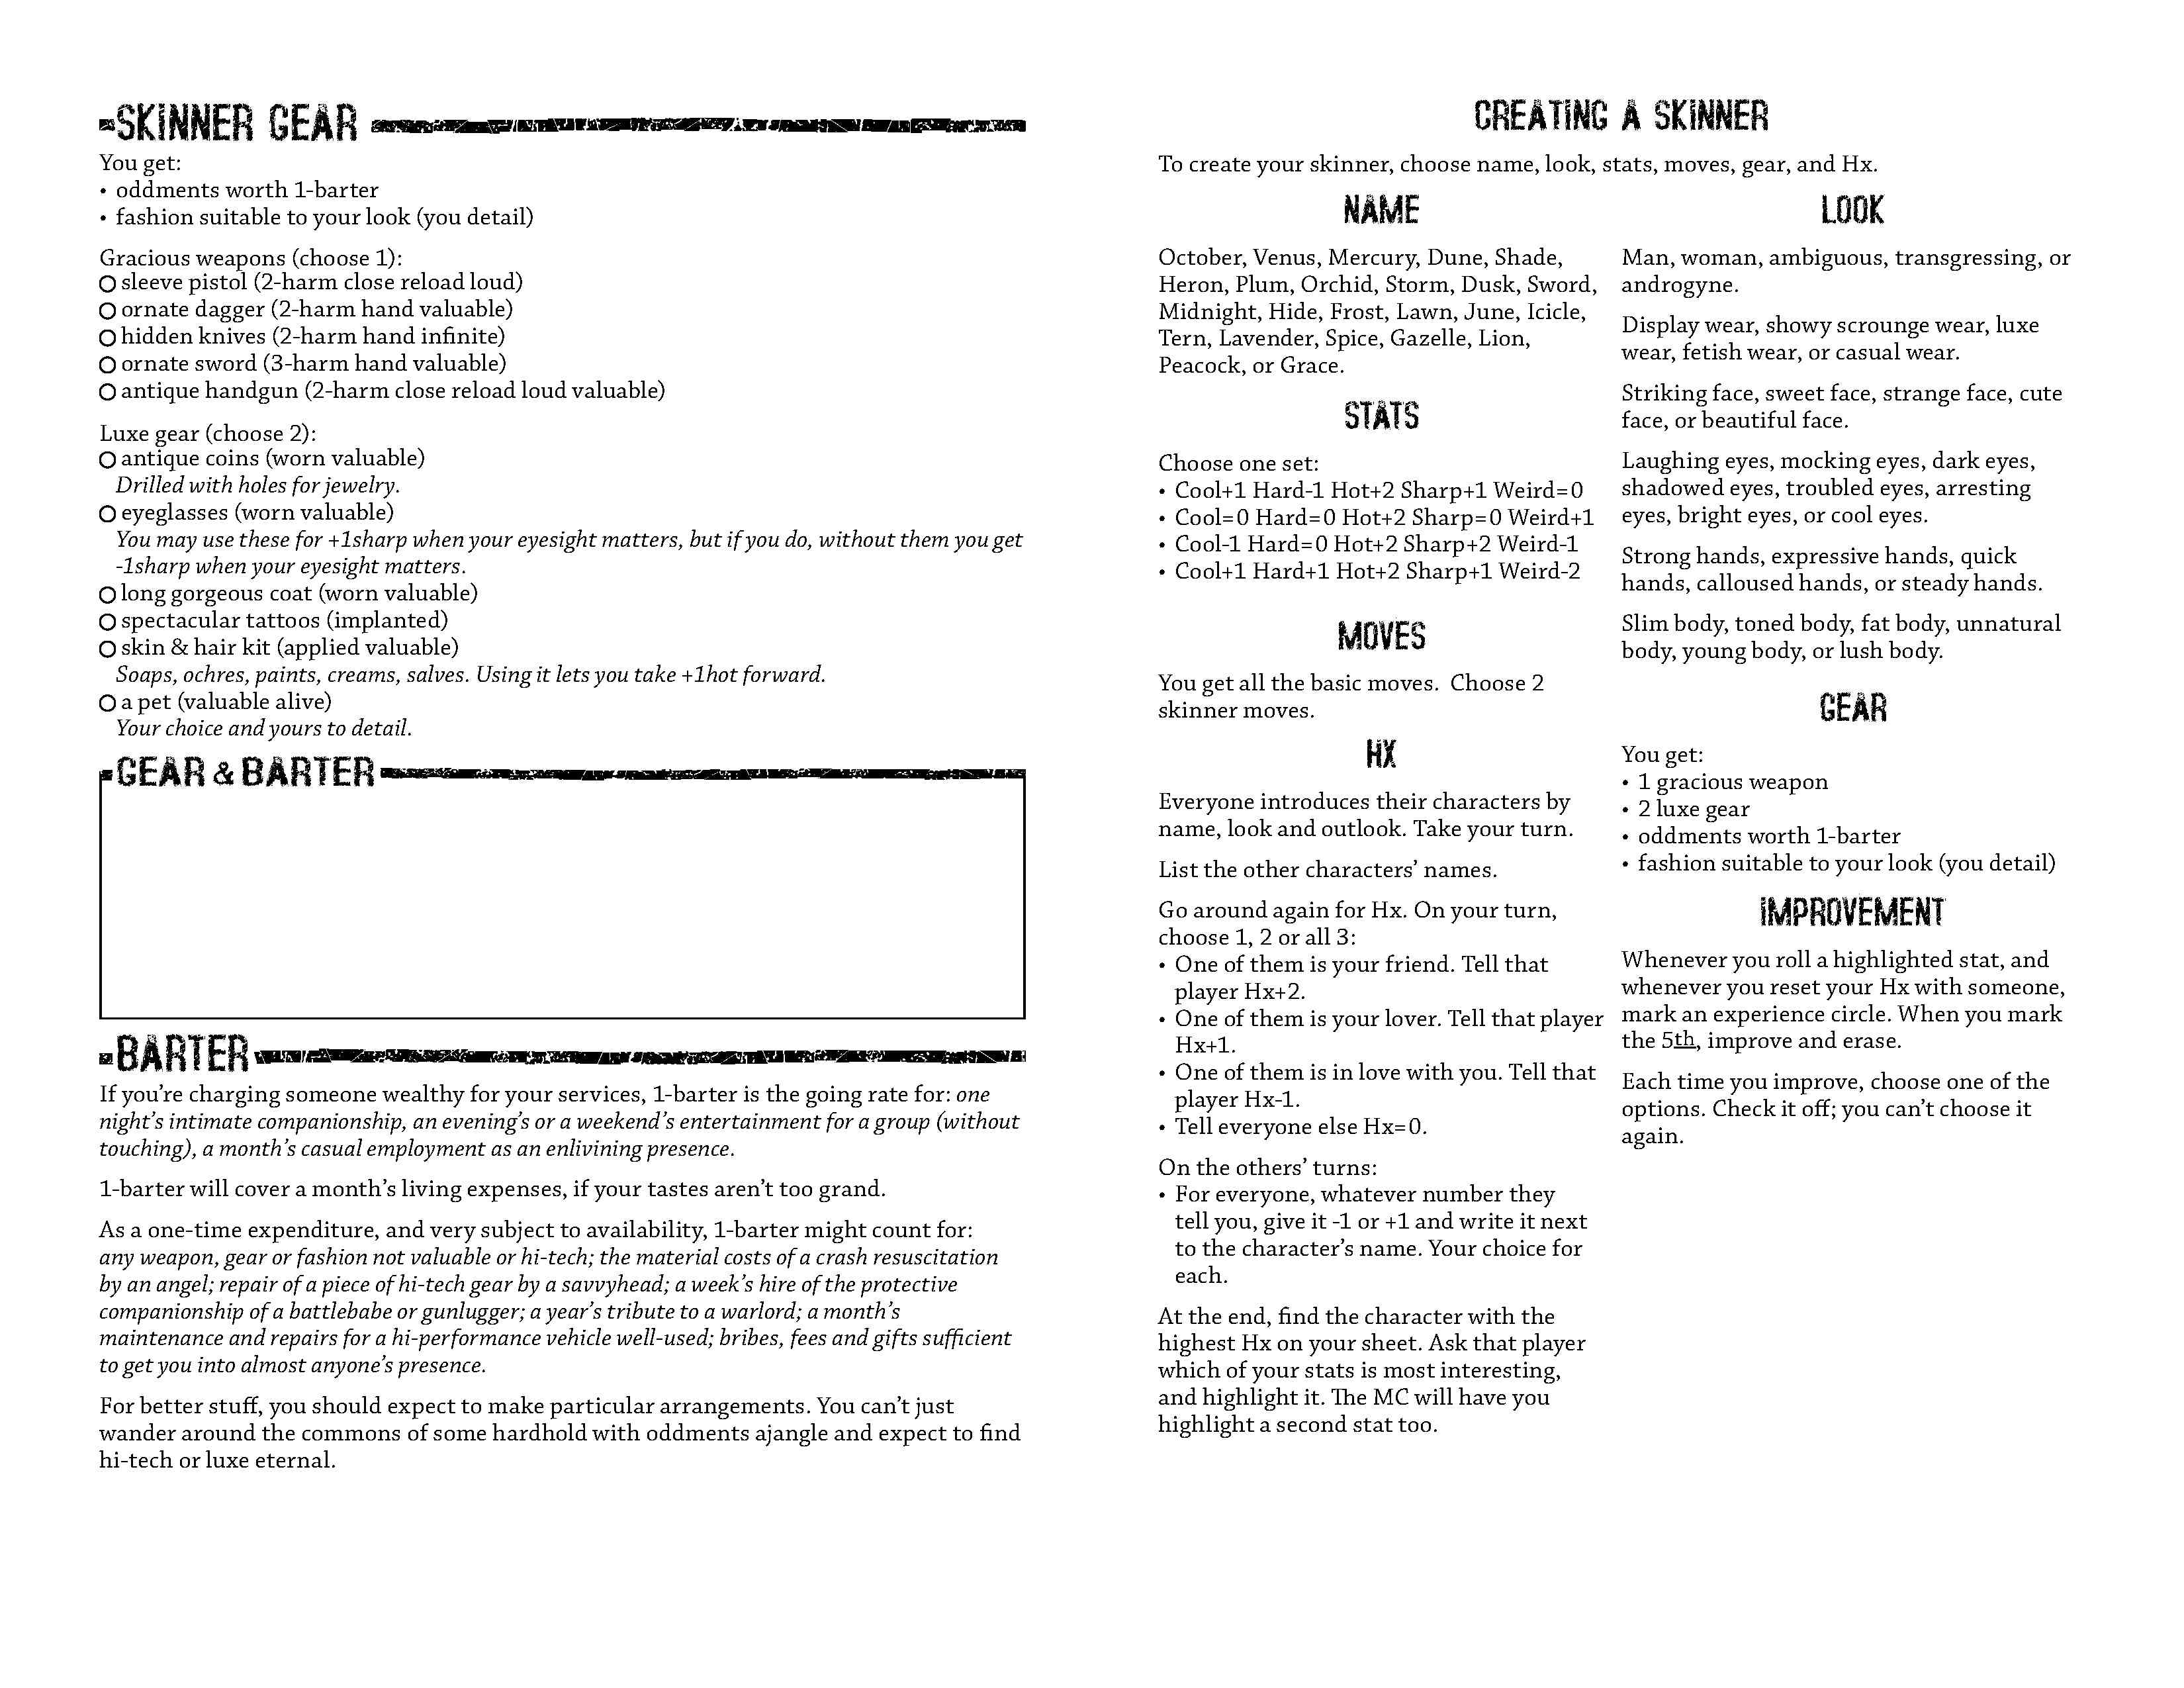 SKINNER GEAR
You get:
• oddments worth 1-barter
• fashion suitable to your look (you detail)
Gracious weapons (choose 1):
sleeve pistol (2-harm close reload loud)
ornate dagger (2-harm hand valuable)
hidden knives (2-harm hand infinite)
ornate sword (3-harm hand valuable)
antique handgun (2-harm close reload loud valuable)
Luxe gear (choose 2):
antique coins (worn valuable)
Drilled with holes for jewelry.
eyeglasses (worn valuable)
You may use these for +1sharp when your eyesight matters, but if you do, without them you get
-1sharp when your eyesight matters.
long gorgeous coat (worn valuable)
spectacular tattoos (implanted)
skin & hair kit (applied valuable)
Soaps, ochres, paints, creams, salves. Using it lets you take +1hot forward.
a pet (valuable alive)
Your choice and yours to detail.
GEAR & BARTER
BARTER
If you're charging someone wealthy for your services, 1-barter is the going rate for: one
night's intimate companionship, an evening's or a weekend's entertainment for a group (without
touching), a month's casual employment as an enlivining presence.
1-barter will cover a month's living expenses, if your tastes aren't too grand.
As a one-time expenditure, and very subject to availability, 1-barter might count for:
any weapon, gear or fashion not valuable or hi-tech; the material costs of a crash resuscitation
by an angel; repair of a piece of hi-tech gear by a savvyhead; a week's hire of the protective
companionship of a battlebabe or gunlugger; a year's tribute to a warlord; a month's
maintenance and repairs for a hi-performance vehicle well-used; bribes, fees and gifts sufficient
to get you into almost anyone's presence.
For better stuff, you should expect to make particular arrangements. You can't just
wander around the commons of some hardhold with oddments ajangle and expect to find
hi-tech or luxe eternal.
CREATING A SKINNER
To create your skinner, choose name, look, stats, moves, gear, and Hx.
NAME
October, Venus, Mercury, Dune, Shade,
Heron, Plum, Orchid, Storm, Dusk, Sword,
Midnight, Hide, Frost, Lawn, June, Icicle,
Tern, Lavender, Spice, Gazelle, Lion,
Peacock, or Grace.
STATS
Choose one set:
• Cool+1 Hard-1 Hot+2 Sharp+1 Weird=0
• Cool=0 Hard=0 Hot+2 Sharp=0 Weird+1
• Cool-1 Hard=0 Hot+2 Sharp+2 Weird-1
• Cool+1 Hard+1 Hot+2 Sharp+1 Weird-2
MOVES
You get all the basic moves.  Choose 2
skinner moves.
HX
Everyone introduces their characters by
name, look and outlook. Take your turn.
List the other characters' names.
Go around again for Hx. On your turn,
choose 1, 2 or all 3:
• One of them is your friend. Tell that
player Hx+2.
• One of them is your lover. Tell that player
Hx+1.
• One of them is in love with you. Tell that
player Hx-1.
• Tell everyone else Hx=0.
On the others' turns:
• For everyone, whatever number they
tell you, give it -1 or +1 and write it next
to the character's name. Your choice for
each.
At the end, find the character with the
highest Hx on your sheet. Ask that player
which of your stats is most interesting,
and highlight it. The MC will have you
highlight a second stat too.
LOOK
Man, woman, ambiguous, transgressing, or
androgyne.
Display wear, showy scrounge wear, luxe
wear, fetish wear, or casual wear.
Striking face, sweet face, strange face, cute
face, or beautiful face.
Laughing eyes, mocking eyes, dark eyes,
shadowed eyes, troubled eyes, arresting
eyes, bright eyes, or cool eyes.
Strong hands, expressive hands, quick
hands, calloused hands, or steady hands.
Slim body, toned body, fat body, unnatural
body, young body, or lush body.
GEAR
You get:
• 1 gracious weapon
• 2 luxe gear
• oddments worth 1-barter
• fashion suitable to your look (you detail)
IMPROVEMENT
Whenever you roll a highlighted stat, and
whenever you reset your Hx with someone,
mark an experience circle. When you mark
the 5th, improve and erase.
Each time you improve, choose one of the
options. Check it off; you can't choose it
again.